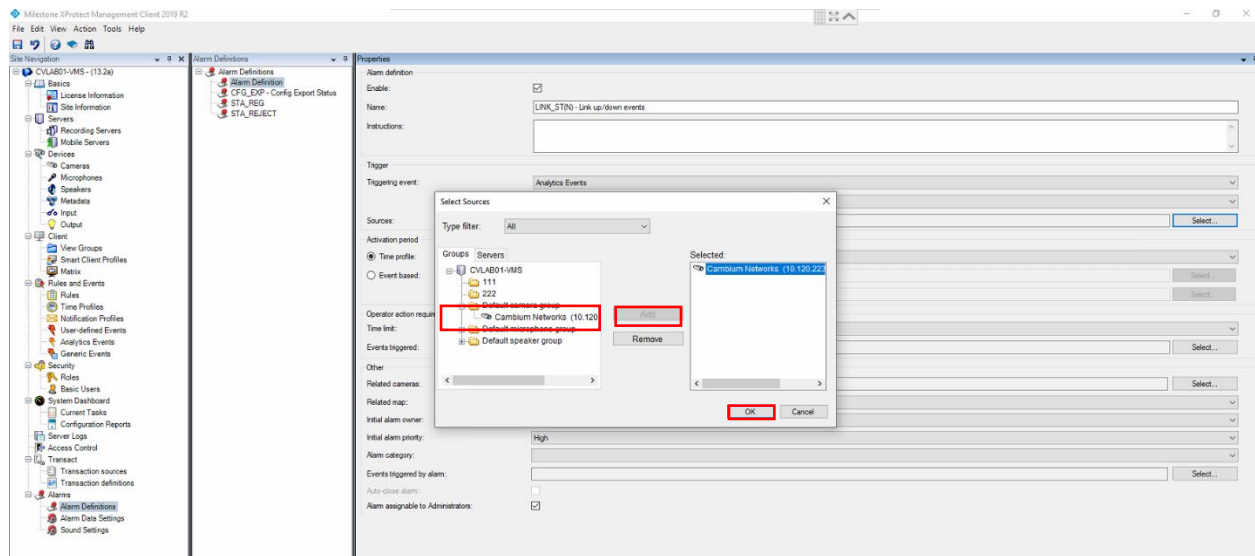 Milestone XProtect Management Client 2019 R2
File Edit View Action Tools Help
Site Navigation
CVLAB01-VMS - (13.2a)
Basics
License Information
Site Information
Servers
Recording Servers
Mobile Servers
Devices
Cameras
Microphones
Speakers
Metadata
Input
Output
Client
View Groups
Smart Client Profiles
Matrix
Rules and Events
Rules
Time Profiles
Notification Profiles
User-defined Events
Analytics Events
Generic Events
Security
Roles
Basic Users
System Dashboard
Current Tasks
Configuration Reports
Server Logs
Access Control
Transact
Transaction sources
Transaction definitions
Alarms
Alarm Definitions
Alarm Data Settings
Sound Settings
Alarm Definitions
Alarm Definitions
Alarm Definition
CFG_EXP - Config Export Status
STA_REG
STA_REJECT
Properties
Alarm definition
Enable:
Name: LINK_ST(N) - Link up/down events
Instructions:
Trigger
Triggering event: Analytics Events
Sources: Select...
Activation period
Time profile:
Event based: Select...
Select...
Operator action requir
Time limit:
Events triggered: Select...
Other
Related cameras: Select...
Related map:
Initial alarm owner:
Initial alarm priority: High
Alarm category:
Events triggered by alarm: Select...
Auto-close alarm:
Alarm assignable to Administrators:
Select Sources
Type filter: All
Groups Servers
CVLAB01-VMS
111
222
Default camera group
Cambium Networks (10.120
Default microphone group
Default speaker group
Add
Remove
Selected:
Cambium Networks (10.120.223
OK Cancel